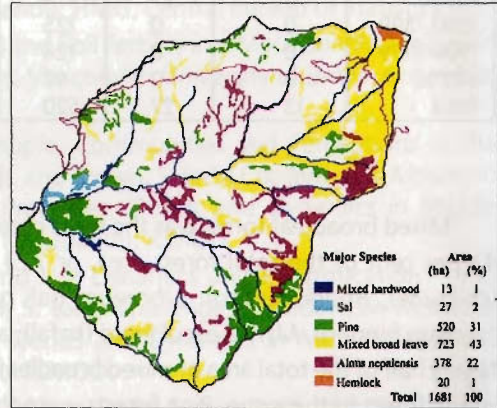 Major Species Area
(ha) (%)
Mixed hardwood 13 1
Sal 27 2
Pine 520 31
Mixed broad leave 723 43
Alnus nepalensis 378 22
Hemlock 20 1
Total 1681 100